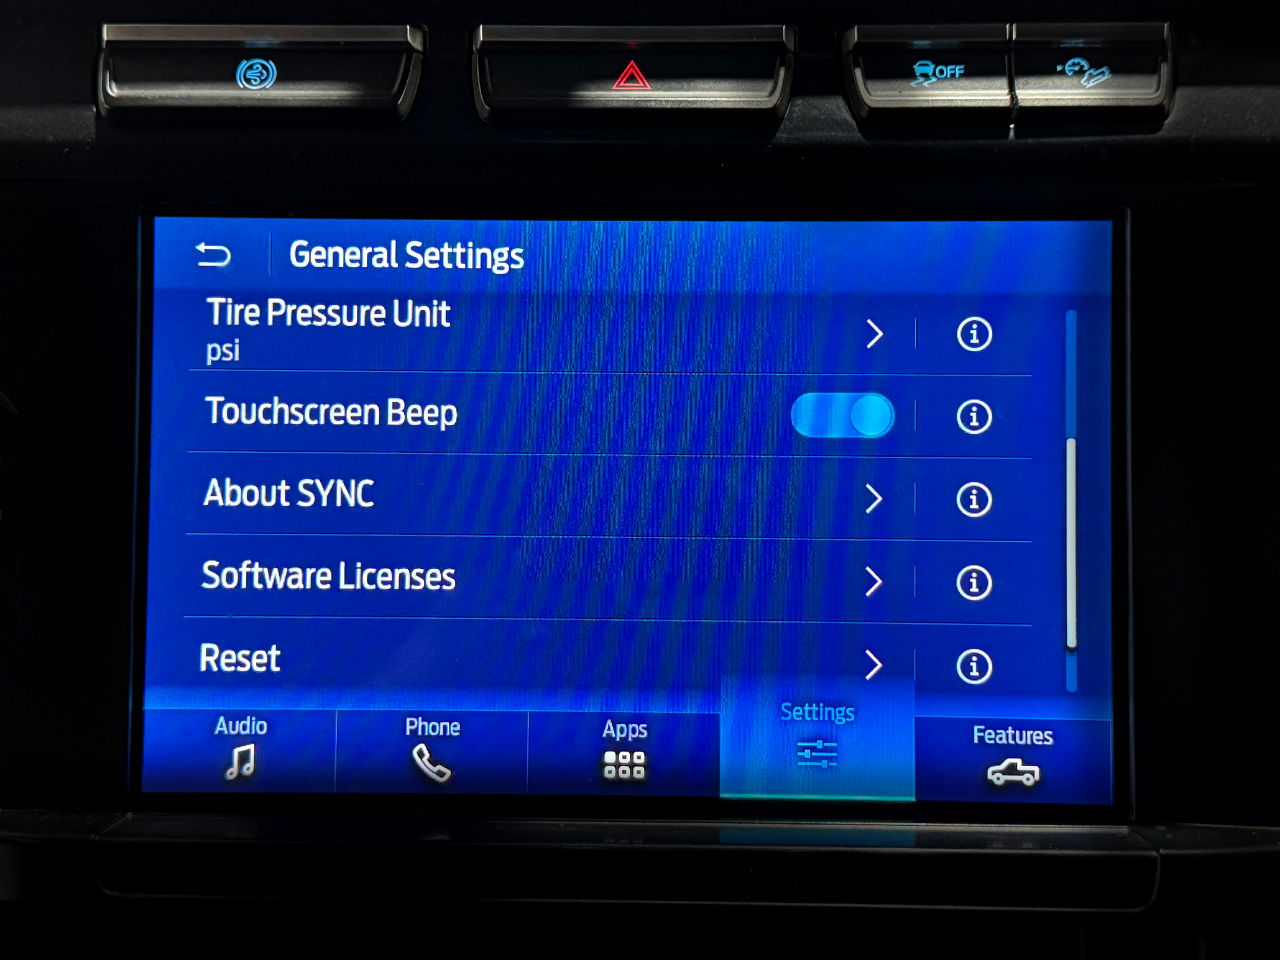 OFF
General Settings
Tire Pressure Unit
psi
Touchscreen Beep
About SYNC
Software Licenses
Reset
Audio
Phone
Apps
Settings
Features